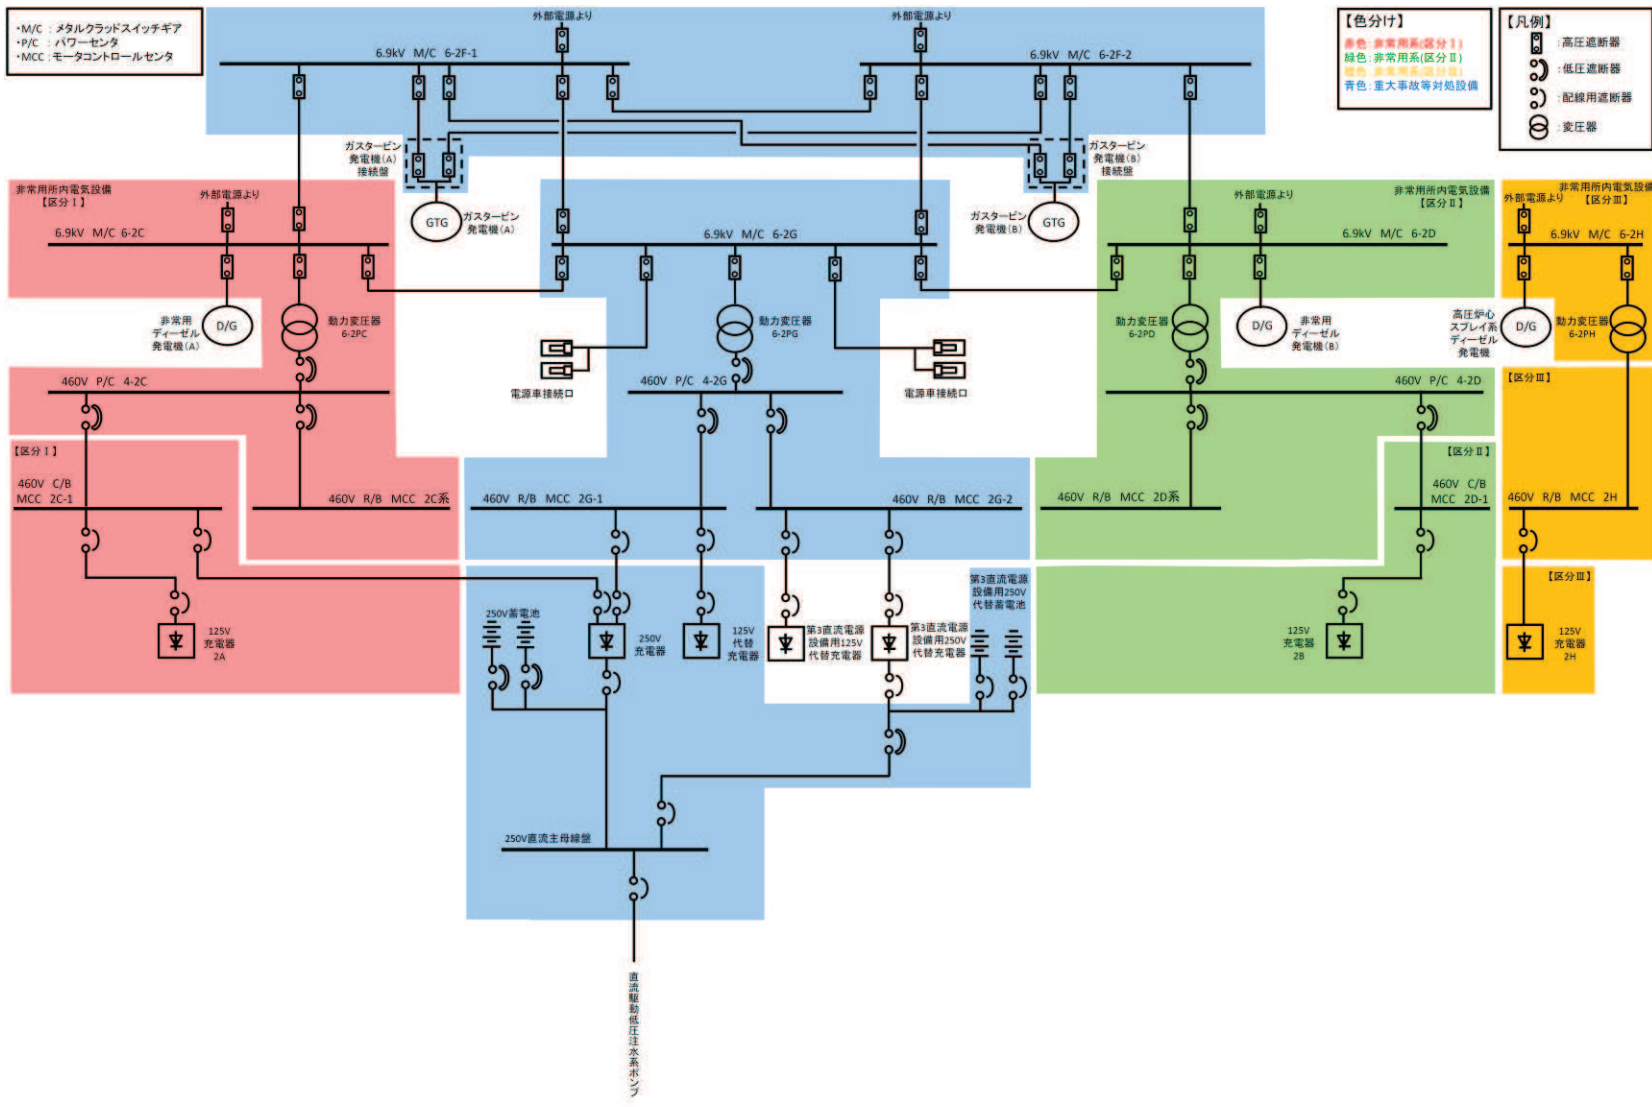 ・M/C：メタルクラッドスイッチギア
・P/C：パワーセンタ
・MCC：モータコントロールセンタ
外部電源より
外部電源より
6.9kV M/C 6-2F-1
6.9kV M/C 6-2F-2
【色分け】
赤色：非常用系(区分Ⅰ)
緑色：非常用系(区分Ⅱ)
橙色：非常用系(区分Ⅲ)
青色：重大事故等対処設備
【凡例】
：高圧遮断器
：低圧遮断器
：配線用遮断器
：変圧器
ガスタービン
発電機(A)
接続盤
ガスタービン
発電機(B)
接続盤
GTG
ガスタービン
発電機(A)
ガスタービン
発電機(B)
GTG
非常用所内電気設備
【区分Ⅰ】
外部電源より
6.9kV M/C 6-2C
6.9kV M/C 6-2G
外部電源より
非常用所内電気設備
【区分Ⅱ】
6.9kV M/C 6-2D
非常用所内電気設備
【区分Ⅲ】
外部電源より
6.9kV M/C 6-2H
非常用
ディーゼル
発電機(A)
D/G
動力変圧器
6-2PC
動力変圧器
6-2PG
動力変圧器
6-2PD
D/G
非常用
ディーゼル
発電機(B)
高圧炉心
スプレイ系
ディーゼル
発電機
D/G
動力変圧器
6-2PH
電源車接続口
電源車接続口
460V P/C 4-2C
460V P/C 4-2G
460V P/C 4-2D
【区分Ⅲ】
【区分Ⅰ】
460V C/B
MCC 2C-1
460V R/B MCC 2C系
460V R/B MCC 2G-1
460V R/B MCC 2G-2
460V R/B MCC 2D系
【区分Ⅱ】
460V C/B
MCC 2D-1
460V R/B MCC 2H
125V
充電器
2A
250V蓄電池
250V
充電器
125V
代替
充電器
第3直流電源
設備用125V
代替充電器
第3直流電源
設備用250V
代替充電器
第3直流電源
設備用250V
代替蓄電池
125V
充電器
2B
【区分Ⅲ】
125V
充電器
2H
250V直流主母線盤
直流駆動低圧注水系ポンプ